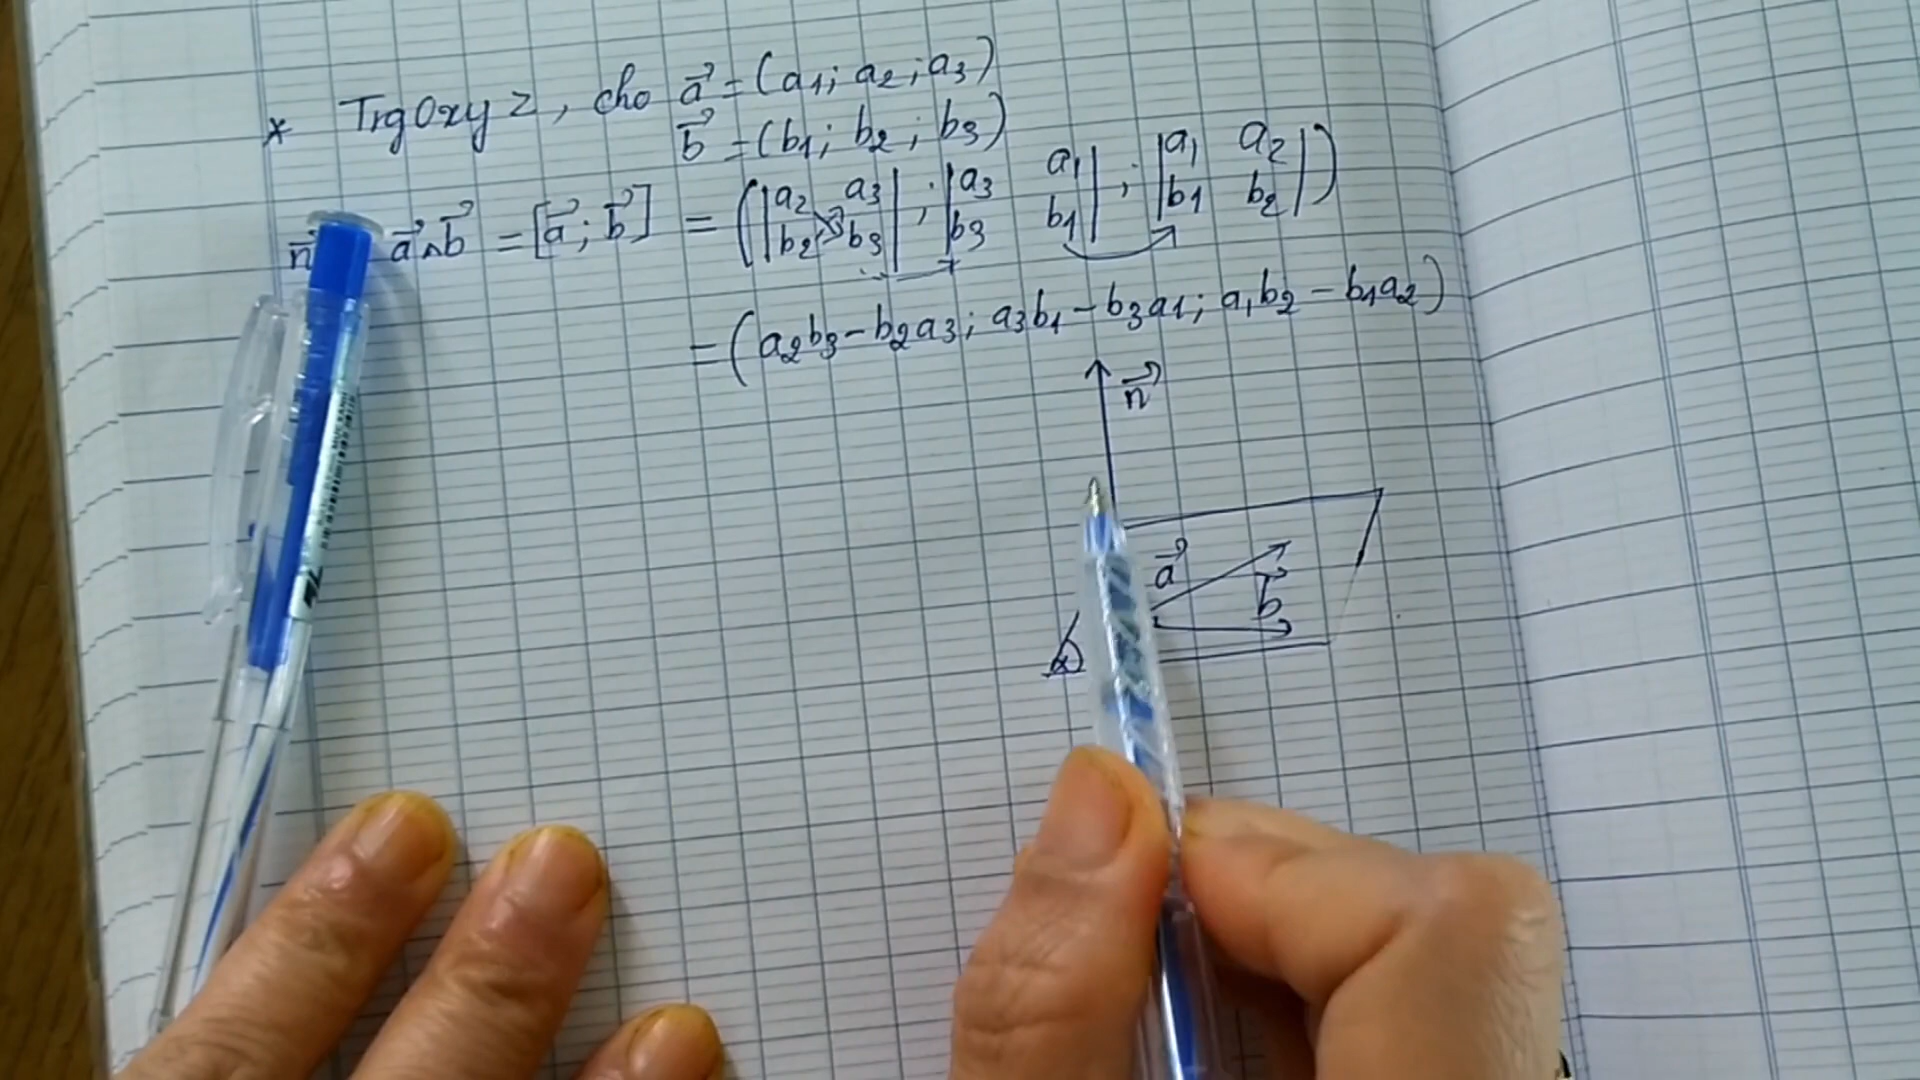 * Trg Oxyz, cho a⃗ = (a1; a2; a3)
b⃗ = (b1; b2; b3)
n⃗ a⃗ ∧ b⃗ = [a⃗; b⃗] = (|a2 a3; b2 b3| ; |a3 a1; b3 b1| ; |a1 a2; b1 b2|)
= (a2b3 − b2a3; a3b1 − b3a1; a1b2 − b1a2)
n⃗
a⃗
b⃗
α